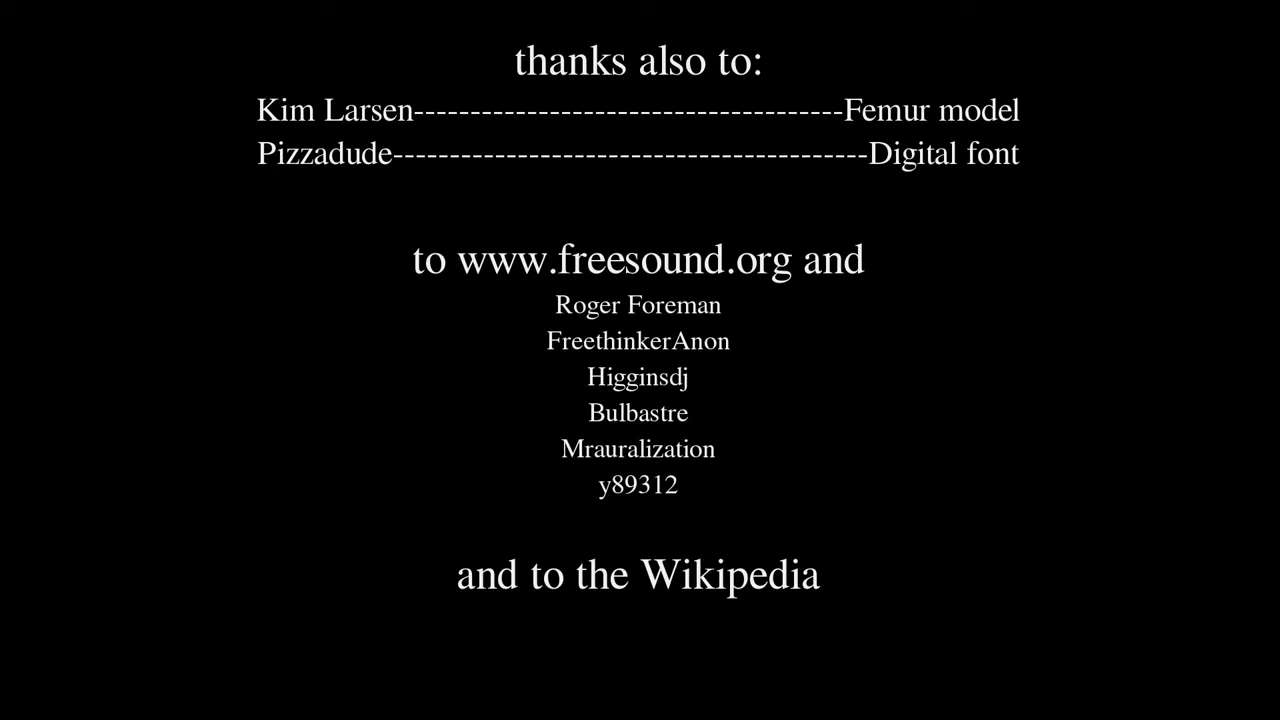 thanks also to:
Kim Larsen--------------------------------------Femur model
Pizzadude------------------------------------------Digital font
to www.freesound.org and
Roger Foreman
FreethinkerAnon
Higginsdj
Bulbastre
Mrauralization
y89312
and to the Wikipedia